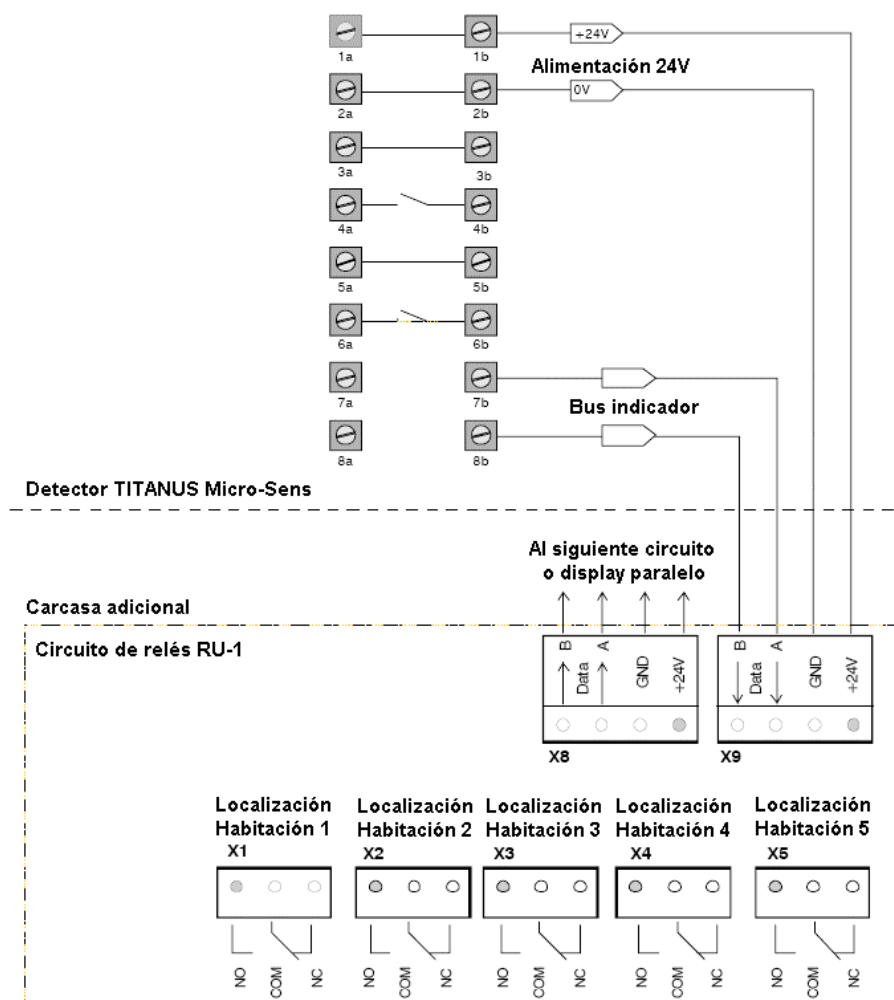 +24V
1a 1b
Alimentación 24V
0V
2a 2b
3a 3b
4a 4b
5a 5b
6a 6b
7a 7b
Bus indicador
8a 8b
Detector TITANUS Micro-Sens
Al siguiente circuito
o display paralelo
Carcasa adicional
Circuito de relés RU-1
B A Data GND +24V
B A Data GND +24V
X8 X9
Localización Localización Localización Localización Localización
Habitación 1 Habitación 2 Habitación 3 Habitación 4 Habitación 5
X1 X2 X3 X4 X5
NO COM NC NO COM NC NO COM NC NO COM NC NO COM NC